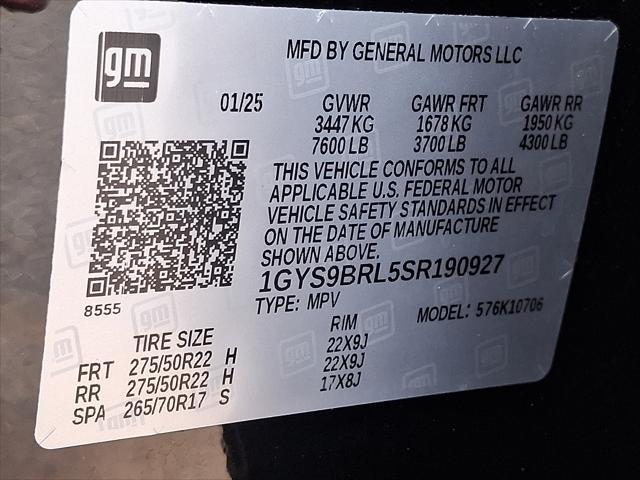 gm
MFD BY GENERAL MOTORS LLC
01/25 GVWR GAWR FRT GAWR RR
3447 KG 1678 KG 1950 KG
7600 LB 3700 LB 4300 LB
THIS VEHICLE CONFORMS TO ALL
APPLICABLE U.S. FEDERAL MOTOR
VEHICLE SAFETY STANDARDS IN EFFECT
ON THE DATE OF MANUFACTURE
SHOWN ABOVE.
1GYS9BRL5SR190927
8555
TYPE: MPV MODEL: 576K10706
TIRE SIZE RIM
FRT 275/50R22 H 22X9J
RR 275/50R22 H 22X9J
SPA 265/70R17 S 17X8J